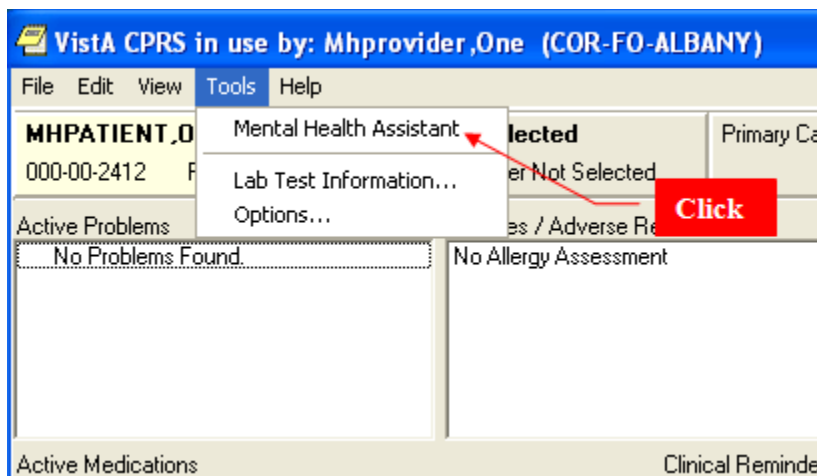 VistA CPRS in use by: Mhprovider,One (COR-FO-ALBANY)
File Edit View Tools Help
MHPATIENT,O
000-00-2412
Mental Health Assistant
Lab Test Information...
Options...
lected
er Not Selected
Primary Ca
Click
Active Problems
es / Adverse Re
No Problems Found.
No Allergy Assessment
Active Medications
Clinical Reminde